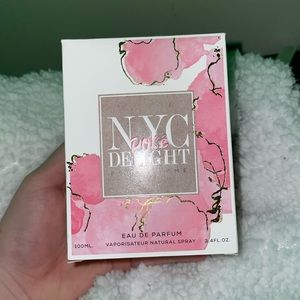 NYC
Pink
DELIGHT
EAU DE PARFUM
100ML. VAPORISATEUR NATURAL SPRAY 3.4FL.OZ.